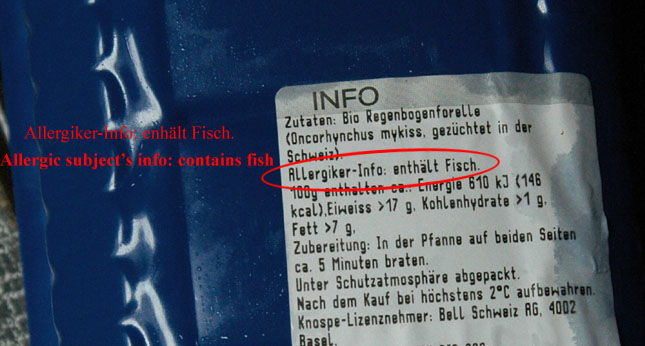 INFO
Zutaten: Bio Regenbogenforelle
(Oncorhynchus mykiss, gezüchtet in der
Schweiz).
Allergiker-Info: enthält Fisch.
100g enthalten ca.: Energie 610 kJ (146
kcal),Eiweiss >17 g, Kohlenhydrate >1 g,
Fett >7 g,
Zubereitung: In der Pfanne auf beiden Seiten
ca. 5 Minuten braten.
Unter Schutzatmosphäre abgepackt.
Nach dem Kauf bei höchstens 2°C aufbewahren.
Knospe-Lizenznehmer: Bell Schweiz AG, 4002
Basel.
Allergiker-Info: enhält Fisch.
Allergic subject's info: contains fish